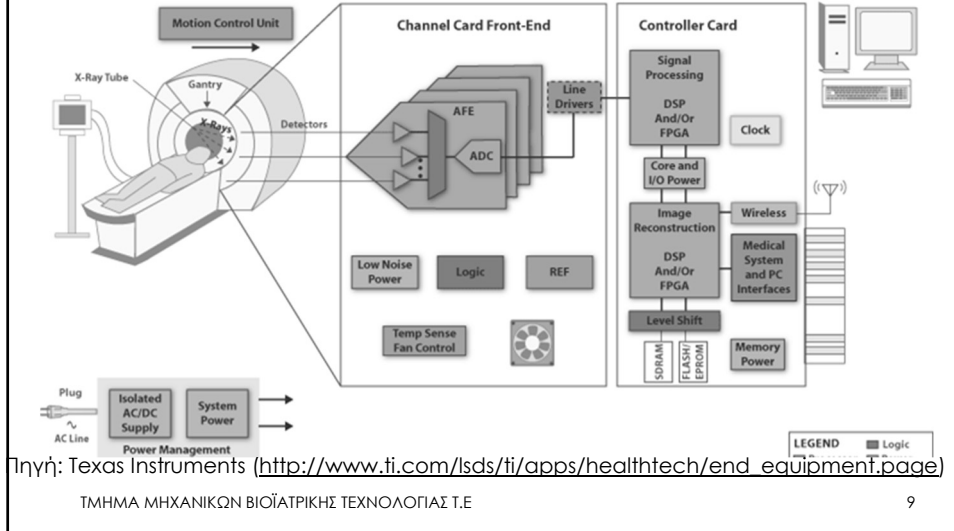 Motion Control Unit
X-Ray Tube
Gantry
X-Rays
Detectors
Channel Card Front-End
AFE
ADC
Line
Drivers
Low Noise
Power
Logic
REF
Temp Sense
Fan Control
Controller Card
Signal
Processing
DSP
And/Or
FPGA
Clock
Core and
I/O Power
Image
Reconstruction
DSP
And/Or
FPGA
Wireless
Medical
System
and PC
Interfaces
Level Shift
SDRAM
FLASH/
EPROM
Memory
Power
Plug
AC Line
Isolated
AC/DC
Supply
System
Power
Power Management
LEGEND
Logic
Πηγή: Texas Instruments (http://www.ti.com/lsds/ti/apps/healthtech/end_equipment.page)
ΤΜΗΜΑ ΜΗΧΑΝΙΚΩΝ ΒΙΟΪΑΤΡΙΚΗΣ ΤΕΧΝΟΛΟΓΙΑΣ Τ.Ε
9